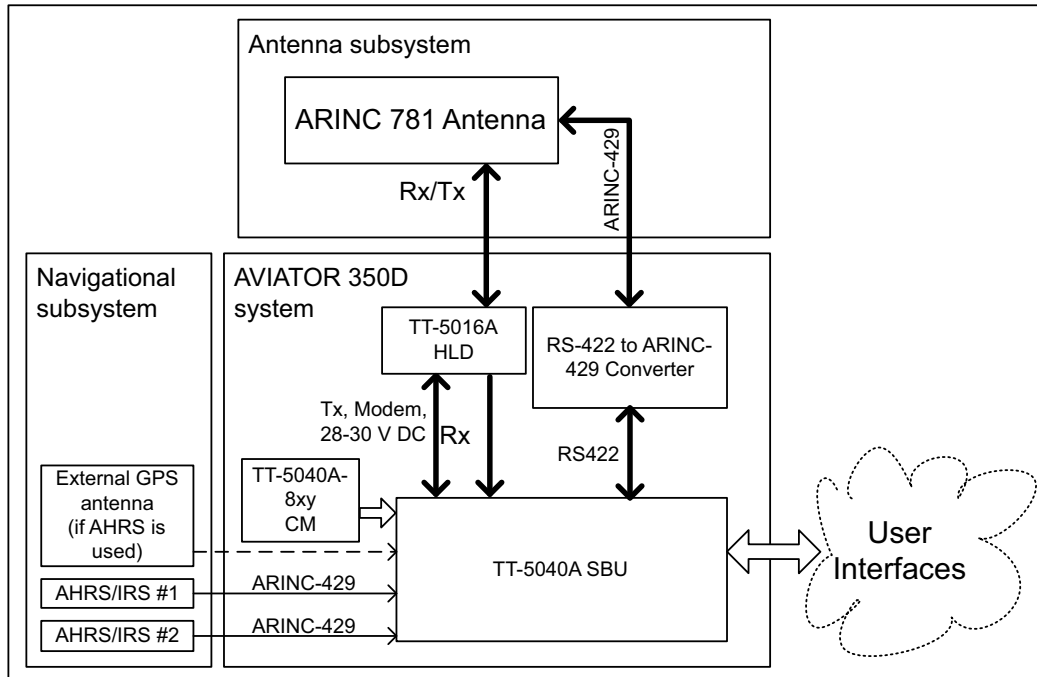 Antenna subsystem
ARINC 781 Antenna
Rx/Tx
ARINC-429
Navigational
subsystem
AVIATOR 350D
system
TT-5016A
HLD
RS-422 to ARINC-
429 Converter
Tx, Modem,
28-30 V DC
Rx
RS422
External GPS
antenna
(if AHRS is
used)
TT-5040A-
8xy
CM
TT-5040A SBU
User
Interfaces
AHRS/IRS #1
ARINC-429
AHRS/IRS #2
ARINC-429